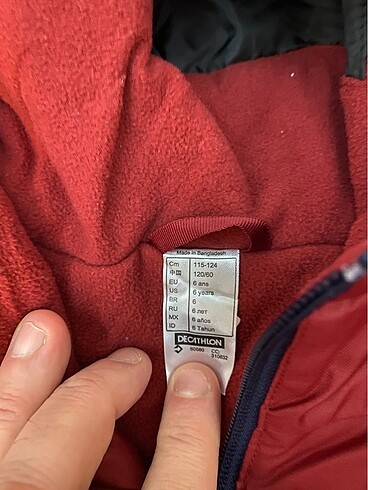 Made in Bangladesh
Cm 115-124
中国 120/60
EU 6 ans
US 6 years
BR 6
RU 6 лет
MX 6 años
ID 6 Tahun
DECATHLON
CC:
310632